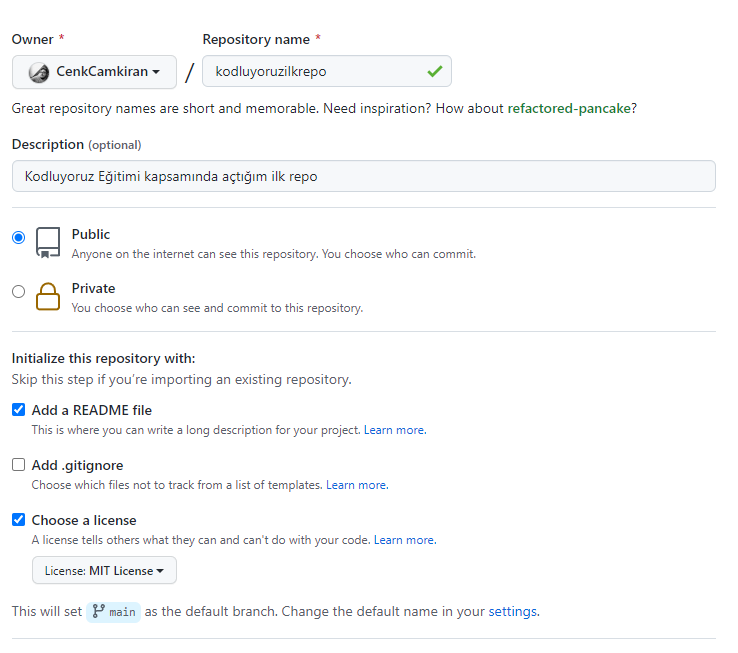 Owner * Repository name *
CenkCamkiran / kodluyoruzilkrepo
Great repository names are short and memorable. Need inspiration? How about refactored-pancake?
Description (optional)
Kodluyoruz Eğitimi kapsamında açtığım ilk repo
Public
Anyone on the internet can see this repository. You choose who can commit.
Private
You choose who can see and commit to this repository.
Initialize this repository with:
Skip this step if you're importing an existing repository.
Add a README file
This is where you can write a long description for your project. Learn more.
Add .gitignore
Choose which files not to track from a list of templates. Learn more.
Choose a license
A license tells others what they can and can't do with your code. Learn more.
License: MIT License
This will set main as the default branch. Change the default name in your settings.